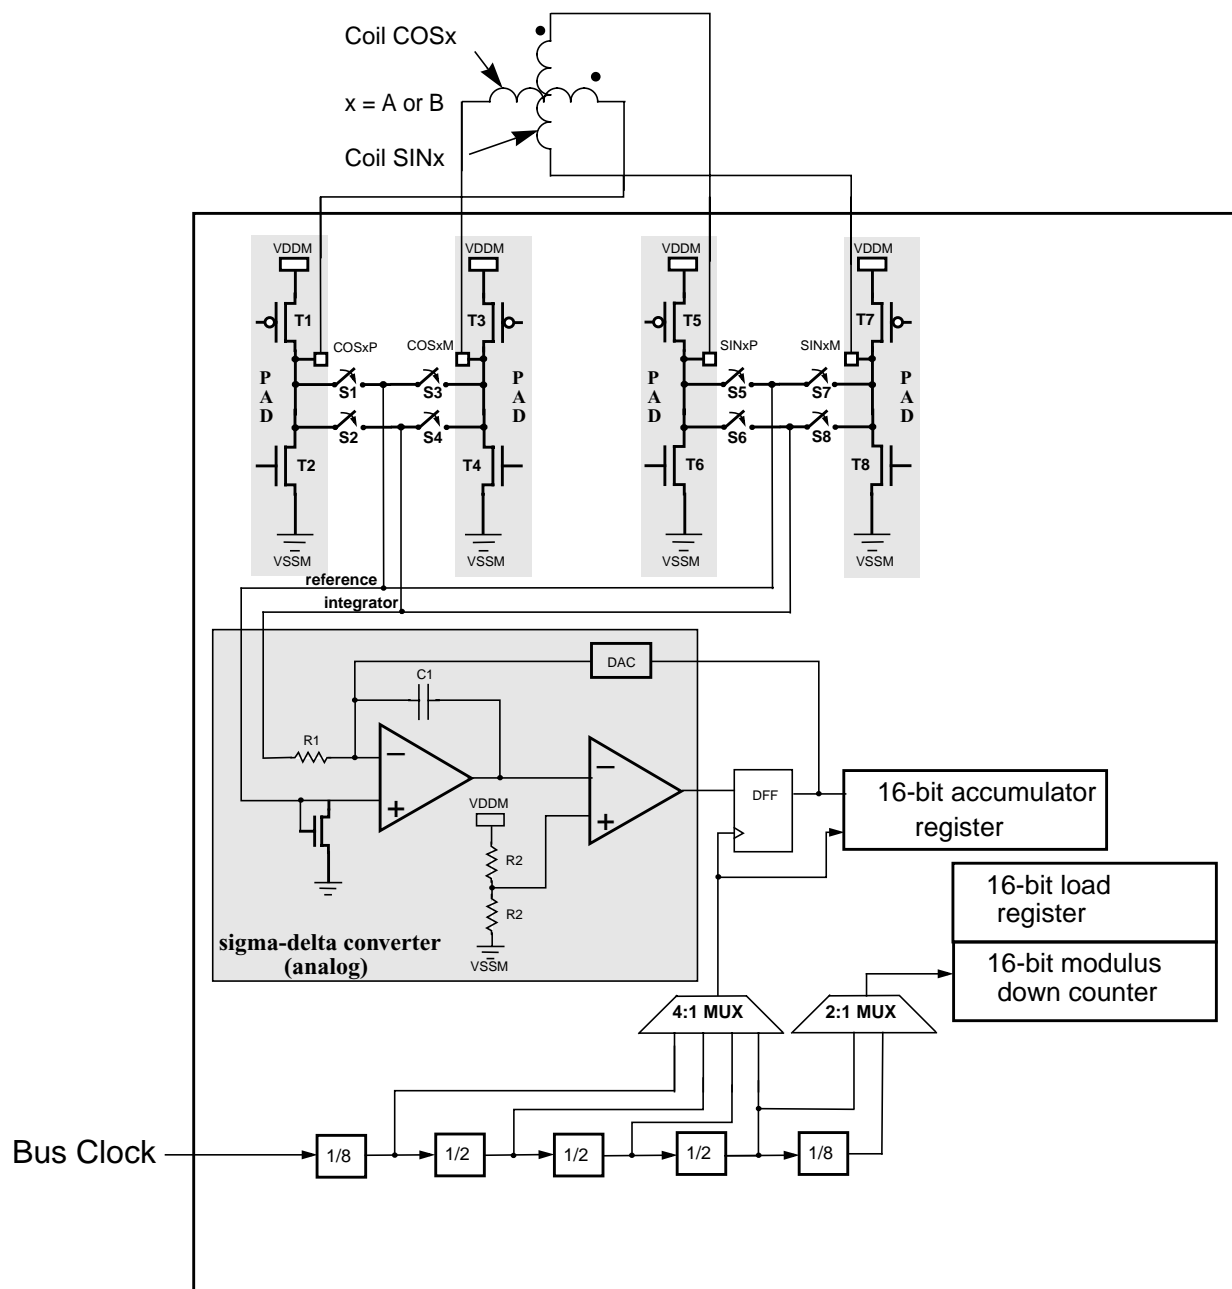 Coil COSx
x = A or B
Coil SINx
VDDM
VDDM
VDDM
VDDM
T1
T3
T5
T7
COSxP
COSxM
SINxP
SINxM
PAD
PAD
PAD
PAD
S1
S3
S5
S7
S2
S4
S6
S8
T2
T4
T6
T8
VSSM
VSSM
VSSM
VSSM
reference
integrator
DAC
C1
R1
−
+
−
+
VDDM
R2
R2
VSSM
DFF
16-bit accumulator
register
16-bit load
register
16-bit modulus
down counter
sigma-delta converter
(analog)
4:1 MUX
2:1 MUX
Bus Clock
1/8
1/2
1/2
1/2
1/8